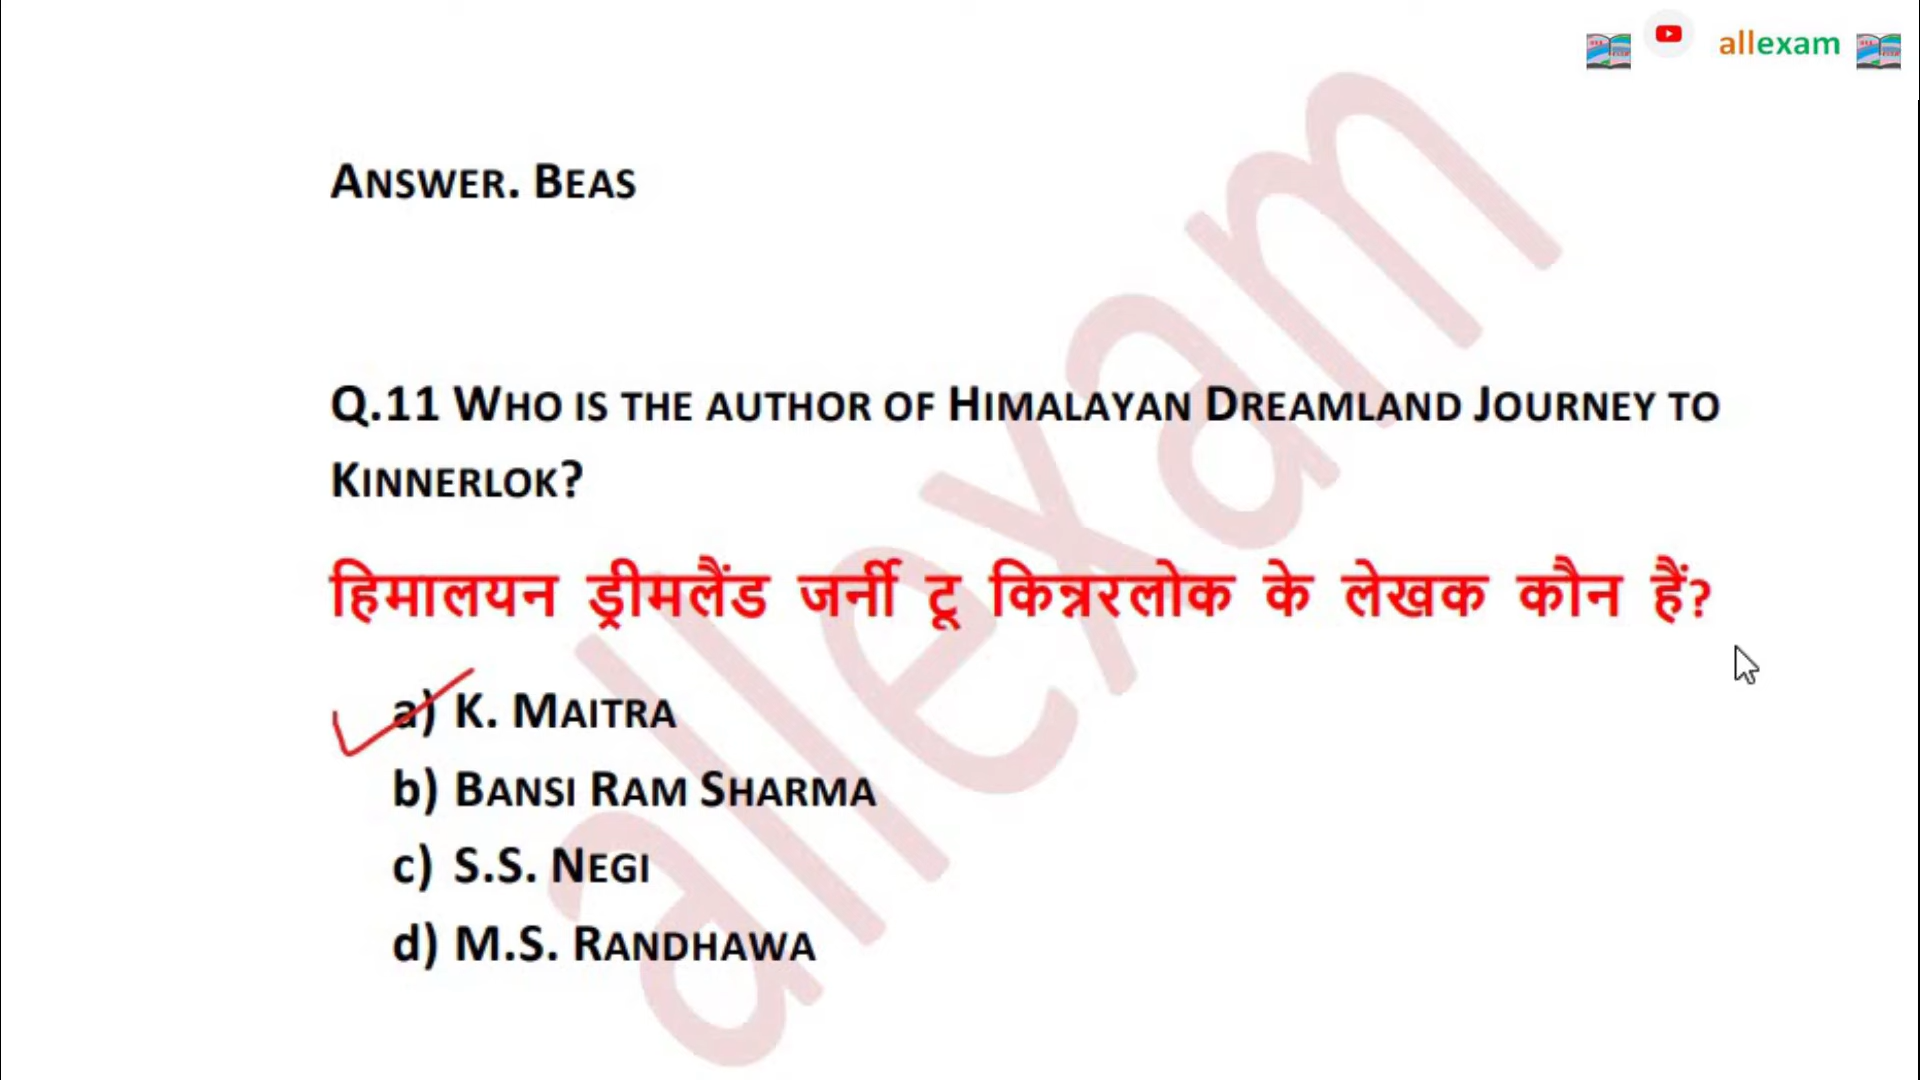 allexam
ANSWER. BEAS
Q.11 WHO IS THE AUTHOR OF HIMALAYAN DREAMLAND JOURNEY TO
KINNERLOK?
हिमालयन ड्रीमलैंड जर्नी टू किन्नरलोक के लेखक कौन हैं?
a) K. MAITRA
b) BANSI RAM SHARMA
c) S.S. NEGI
d) M.S. RANDHAWA
allexam